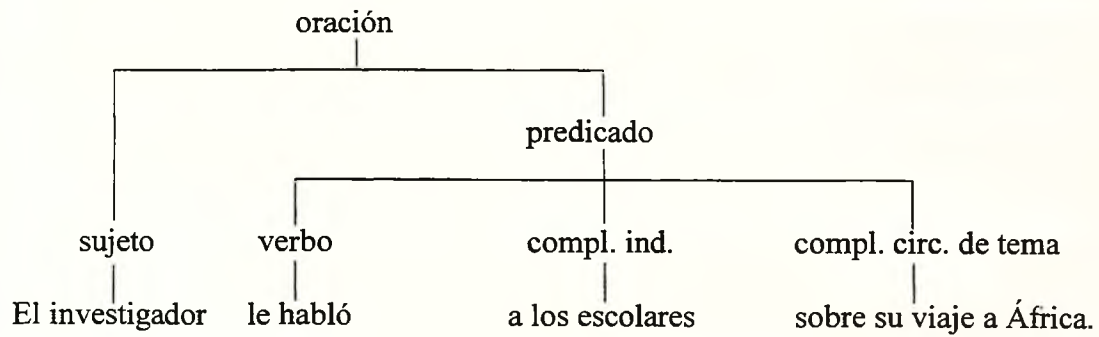 oración
predicado
sujeto verbo compl. ind. compl. circ. de tema
El investigador le habló a los escolares sobre su viaje a África.